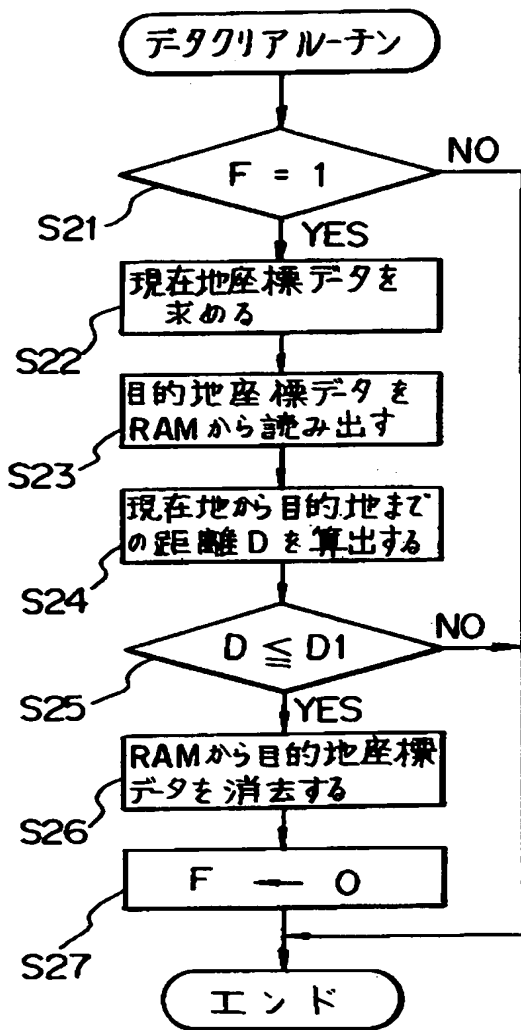 データクリアルーチン
F = 1
NO
S21
YES
現在地座標データを
求める
S22
目的地座標データを
RAMから読み出す
S23
現在地から目的地まで
の距離Dを算出する
S24
D ≦ D1
NO
S25
YES
RAMから目的地座標
データを消去する
S26
F ← 0
S27
エンド